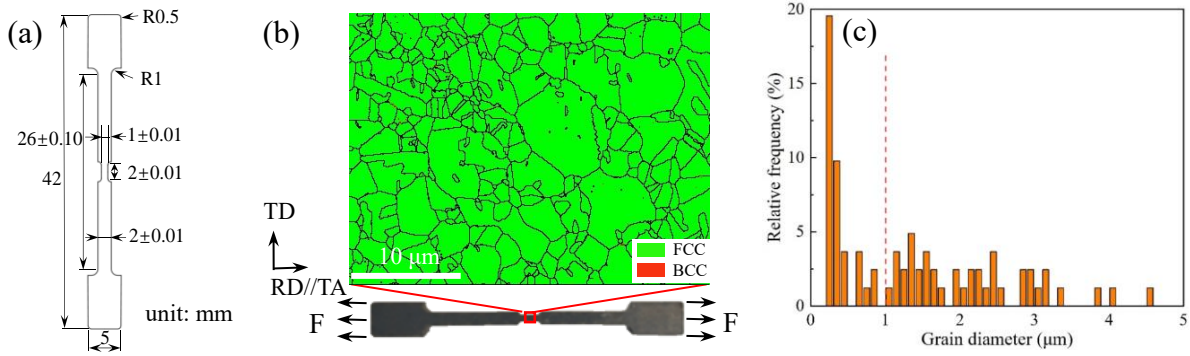 (a)
R0.5
R1
26±0.10
1±0.01
42
2±0.01
2±0.01
unit: mm
5
(b)
TD
RD//TA
10 μm
FCC
BCC
F
F
(c)
Relative frequency (%)
20
15
10
5
0
0
1
2
3
4
5
Grain diameter (μm)